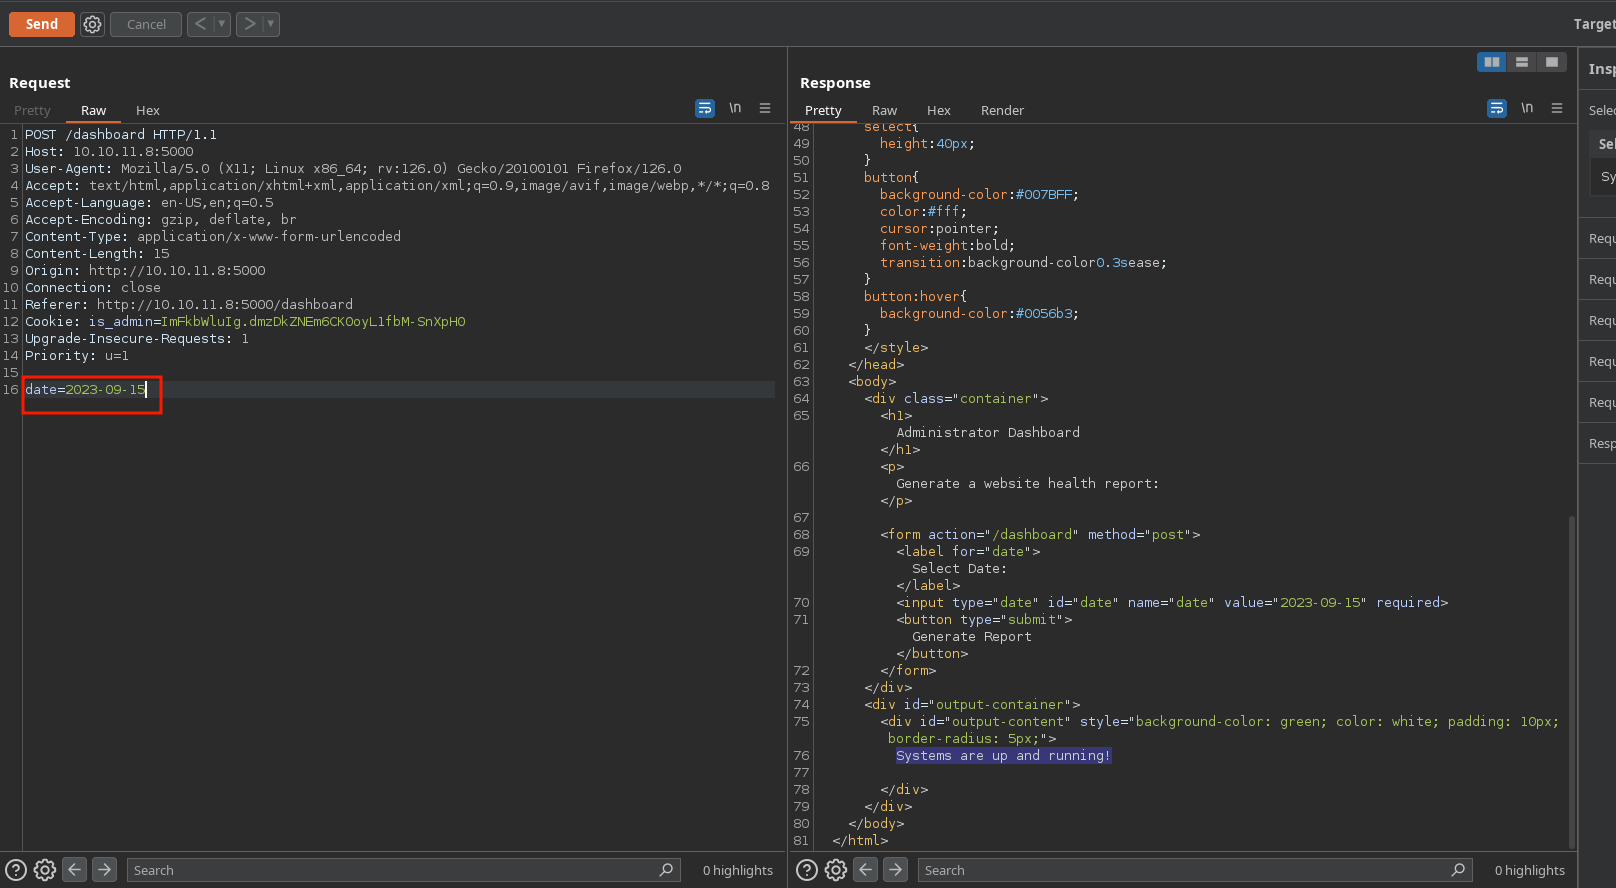 Send
Cancel
< ▾
> ▾
Target
Request
Pretty
Raw
Hex
\n
1 POST /dashboard HTTP/1.1
2 Host: 10.10.11.8:5000
3 User-Agent: Mozilla/5.0 (X11; Linux x86_64; rv:126.0) Gecko/20100101 Firefox/126.0
4 Accept: text/html,application/xhtml+xml,application/xml;q=0.9,image/avif,image/webp,*/*;q=0.8
5 Accept-Language: en-US,en;q=0.5
6 Accept-Encoding: gzip, deflate, br
7 Content-Type: application/x-www-form-urlencoded
8 Content-Length: 15
9 Origin: http://10.10.11.8:5000
10 Connection: close
11 Referer: http://10.10.11.8:5000/dashboard
12 Cookie: is_admin=ImFkbWluIg.dmzDkZNEm6CK0oyL1fbM-SnXpH0
13 Upgrade-Insecure-Requests: 1
14 Priority: u=1
15
16 date=2023-09-15
Search
0 highlights
Response
Pretty
Raw
Hex
Render
\n
48 select{
49 height:40px;
50 }
51 button{
52 background-color:#007BFF;
53 color:#fff;
54 cursor:pointer;
55 font-weight:bold;
56 transition:background-color0.3sease;
57 }
58 button:hover{
59 background-color:#0056b3;
60 }
61 </style>
62 </head>
63 <body>
64 <div class="container">
65 <h1>
Administrator Dashboard
</h1>
66 <p>
Generate a website health report:
</p>
67
68 <form action="/dashboard" method="post">
69 <label for="date">
Select Date:
</label>
70 <input type="date" id="date" name="date" value="2023-09-15" required>
71 <button type="submit">
Generate Report
</button>
72 </form>
73 </div>
74 <div id="output-container">
75 <div id="output-content" style="background-color: green; color: white; padding: 10px;
border-radius: 5px;">
76 Systems are up and running!
77
78 </div>
79 </div>
80 </body>
81 </html>
Search
0 highlights
Insp
Selec
Sel
Sy
Requ
Requ
Requ
Requ
Requ
Resp